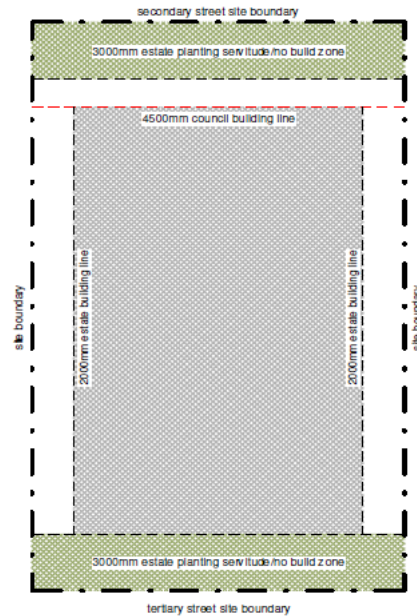 secondary street site boundary
3000mm estate planting servitude/no build zone
4500mm council building line
site boundary
2000mm estate building line
2000mm estate building line
site boundary
3000mm estate planting servitude/no build zone
tertiary street site boundary